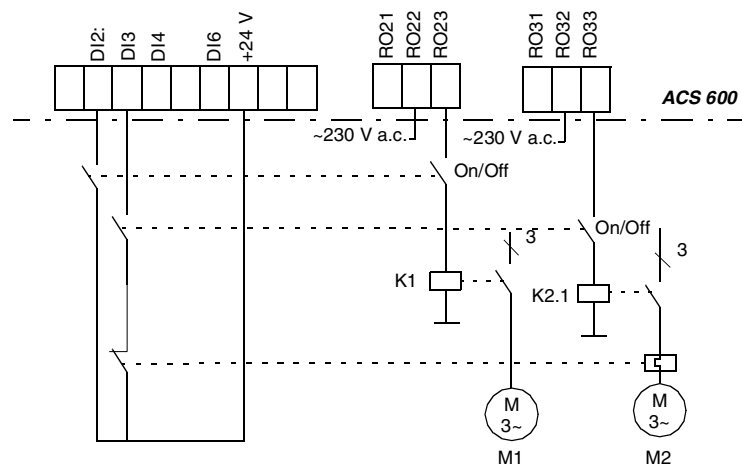 DI2:
DI3
DI4
DI6
+24 V
RO21
RO22
RO23
RO31
RO32
RO33
ACS 600
~230 V a.c.
~230 V a.c.
On/Off
On/Off
3
3
K1
K2.1
M
3~
M
3~
M1
M2